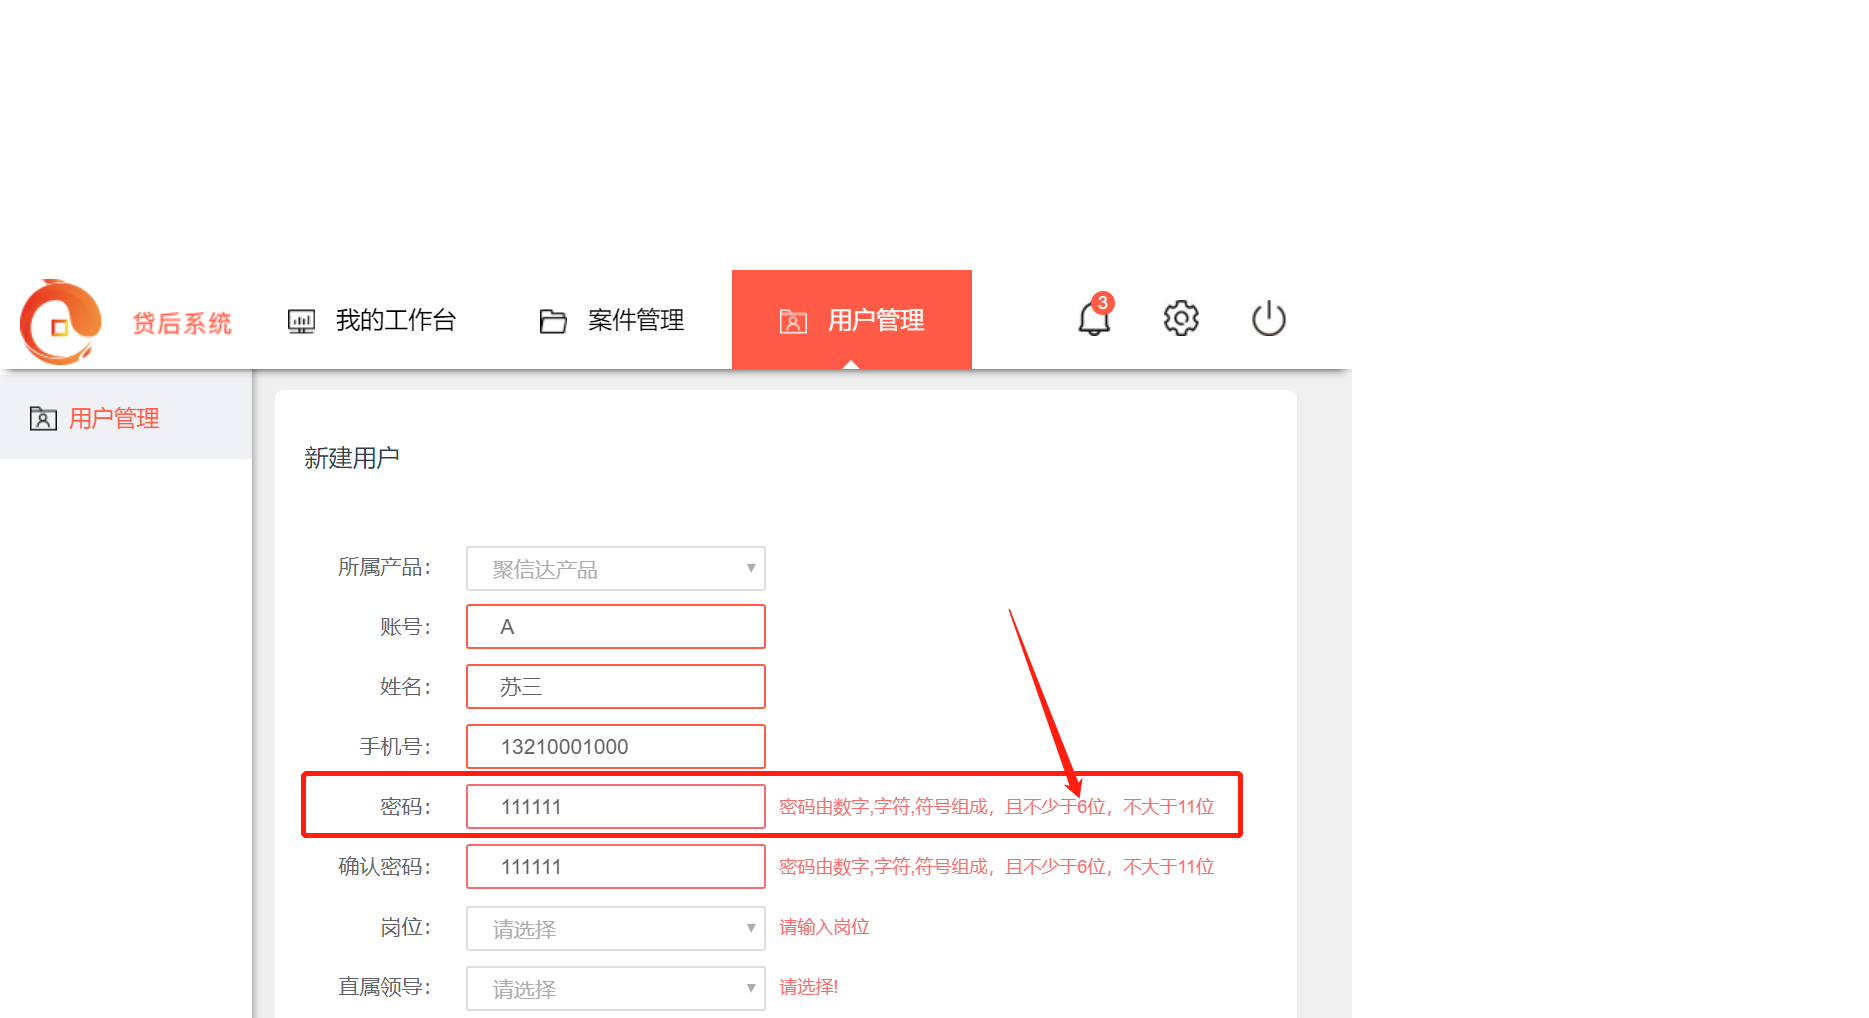 贷后系统
我的工作台
案件管理
用户管理
3
用户管理
新建用户
所属产品： 聚信达产品
账号： A
姓名： 苏三
手机号： 13210001000
密码： 111111 密码由数字,字符,符号组成，且不少于6位，不大于11位
确认密码： 111111 密码由数字,字符,符号组成，且不少于6位，不大于11位
岗位： 请选择 请输入岗位
直属领导： 请选择 请选择!